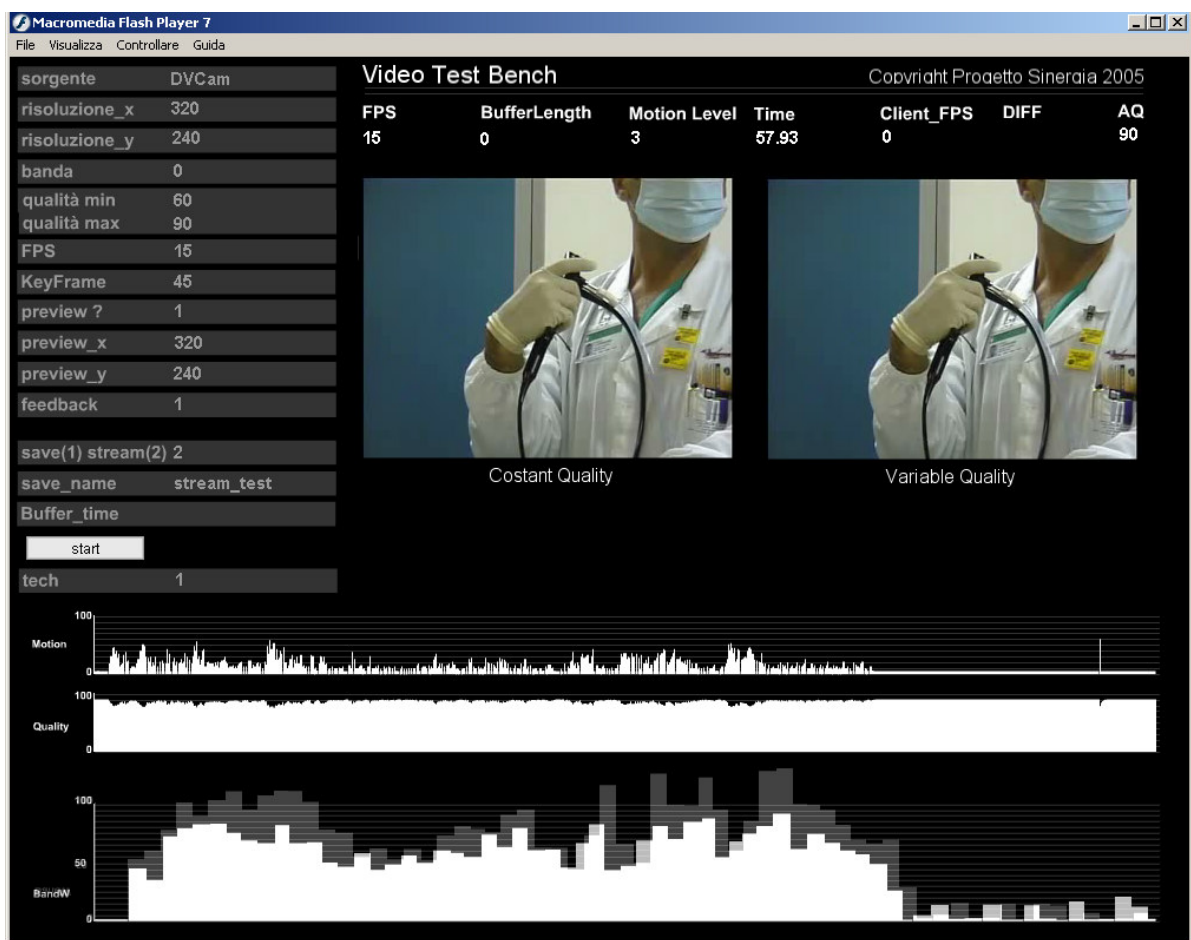 Macromedia Flash Player 7
File Visualizza Controllare Guida
sorgente DVCam
risoluzione_x 320
risoluzione_y 240
banda 0
qualità min 60
qualità max 90
FPS 15
KeyFrame 45
preview ? 1
preview_x 320
preview_y 240
feedback 1
save(1) stream(2) 2
save_name stream_test
Buffer_time
start
tech 1
Video Test Bench Copyright Progetto Sinergia 2005
FPS BufferLength Motion Level Time Client_FPS DIFF AQ
15 0 3 57.93 0 90
Costant Quality Variable Quality
100
Motion
0
100
Quality
0
100
50
BandW
0